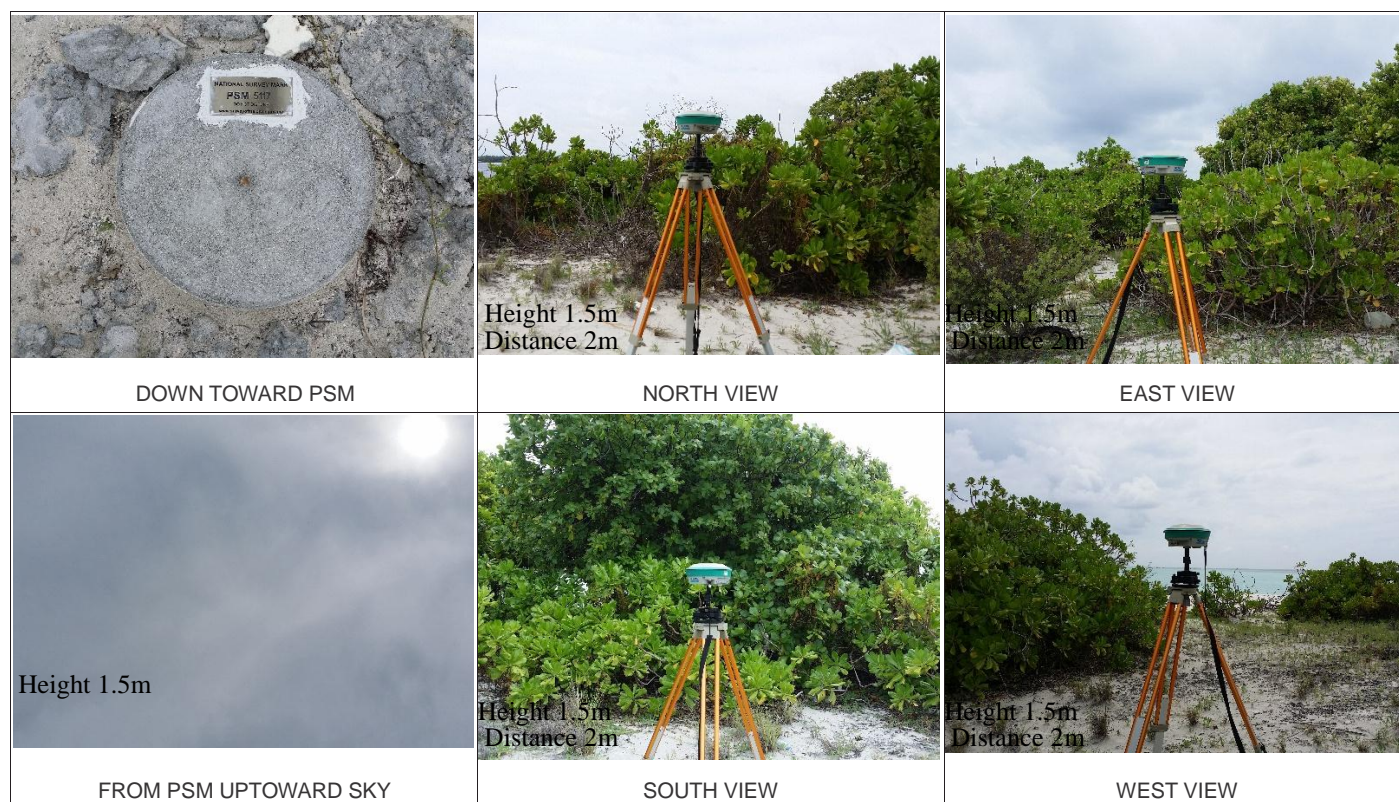 NATIONAL SURVEY MARK
PSM 5117
DOWN TOWARD PSM
Height 1.5m
Distance 2m
NORTH VIEW
Height 1.5m
Distance 2m
EAST VIEW
Height 1.5m
FROM PSM UPTOWARD SKY
Height 1.5m
Distance 2m
SOUTH VIEW
Height 1.5m
Distance 2m
WEST VIEW